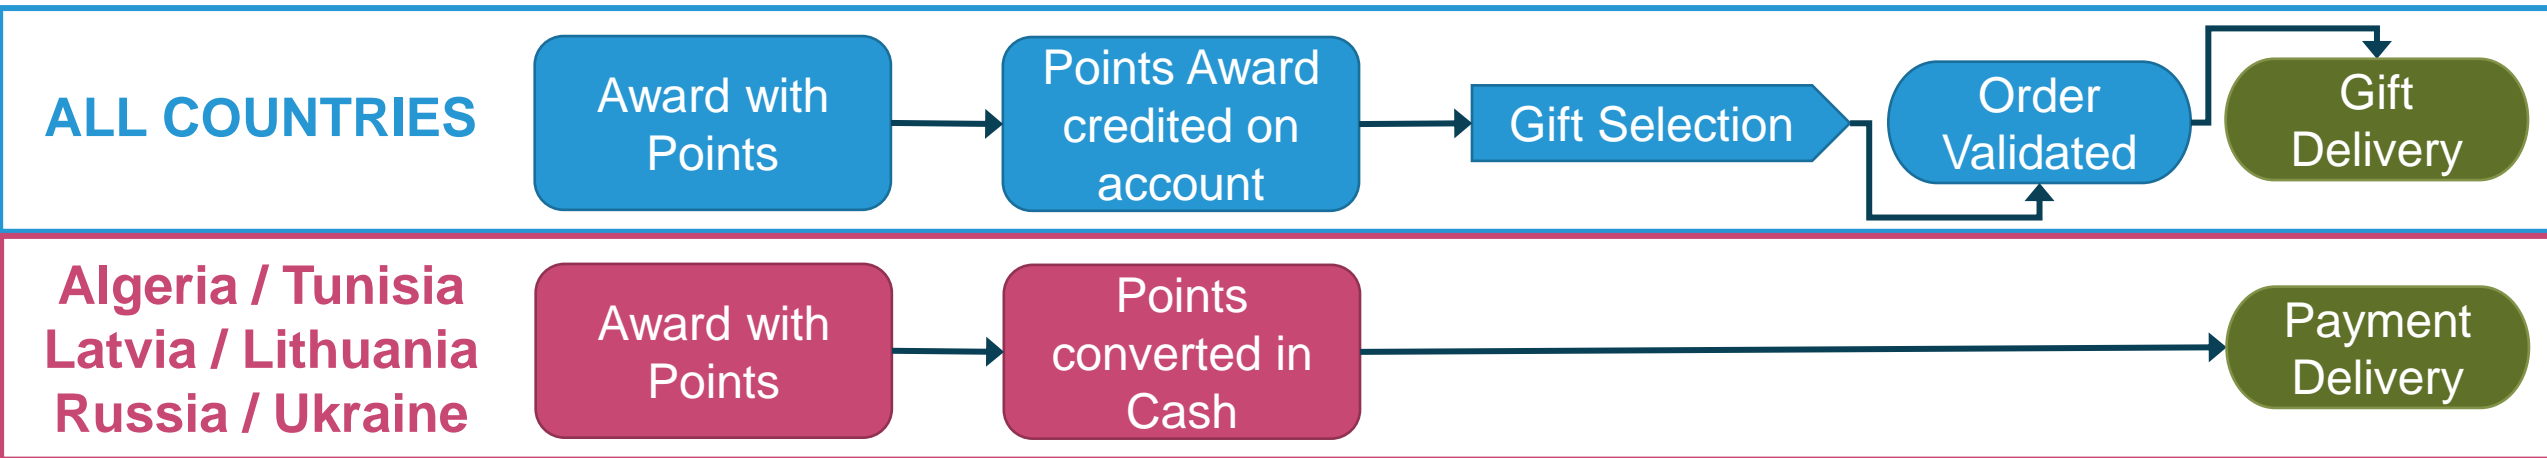 ALL COUNTRIES
Award with
Points
Points Award
credited on
account
Gift Selection
Order
Validated
Gift
Delivery
Algeria / Tunisia
Latvia / Lithuania
Russia / Ukraine
Award with
Points
Points
converted in
Cash
Payment
Delivery